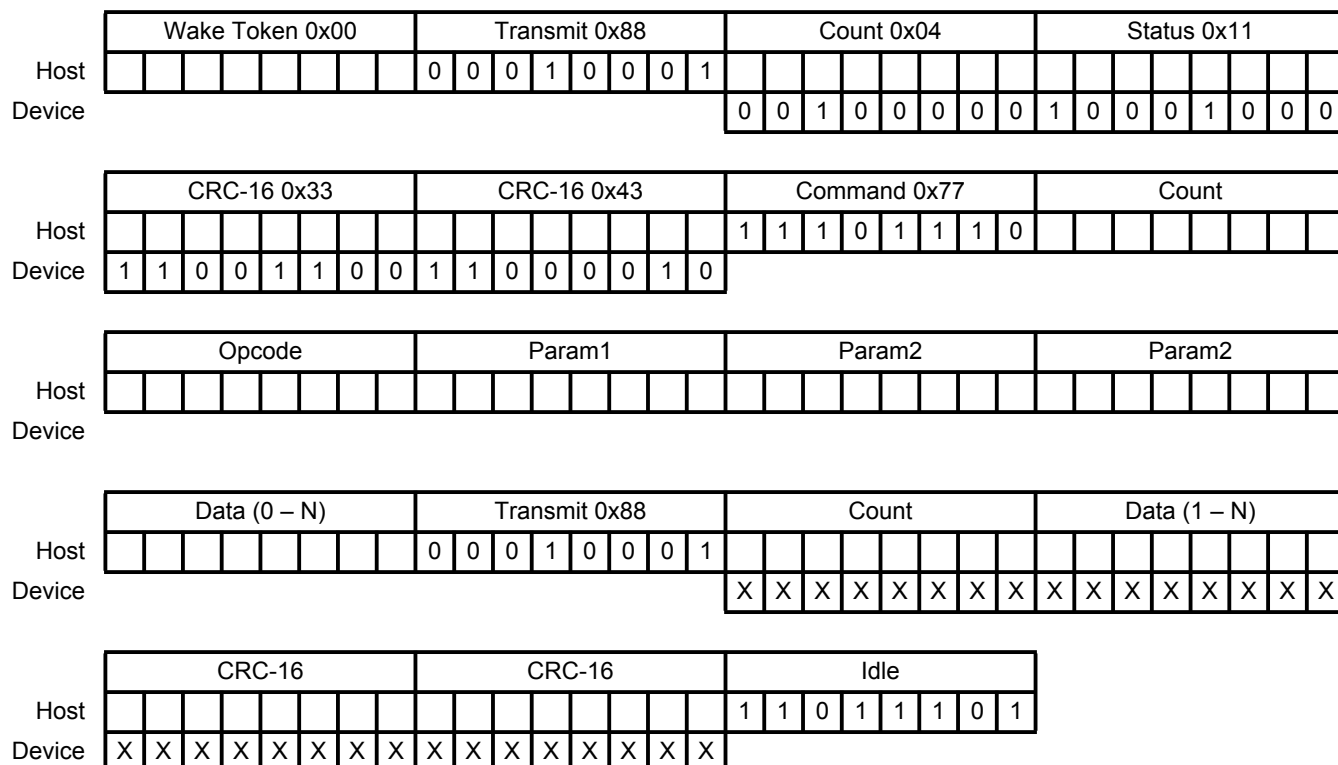 Wake Token 0x00 Transmit 0x88 Count 0x04 Status 0x11
Host 0 0 0 1 0 0 0 1
Device 0 0 1 0 0 0 0 0 1 0 0 0 1 0 0 0
CRC-16 0x33 CRC-16 0x43 Command 0x77 Count
Host 1 1 1 0 1 1 1 0
Device 1 1 0 0 1 1 0 0 1 1 0 0 0 0 1 0
Opcode Param1 Param2 Param2
Host
Device
Data (0 – N) Transmit 0x88 Count Data (1 – N)
Host 0 0 0 1 0 0 0 1
Device X X X X X X X X X X X X X X X X
CRC-16 CRC-16 Idle
Host 1 1 0 1 1 1 0 1
Device X X X X X X X X X X X X X X X X